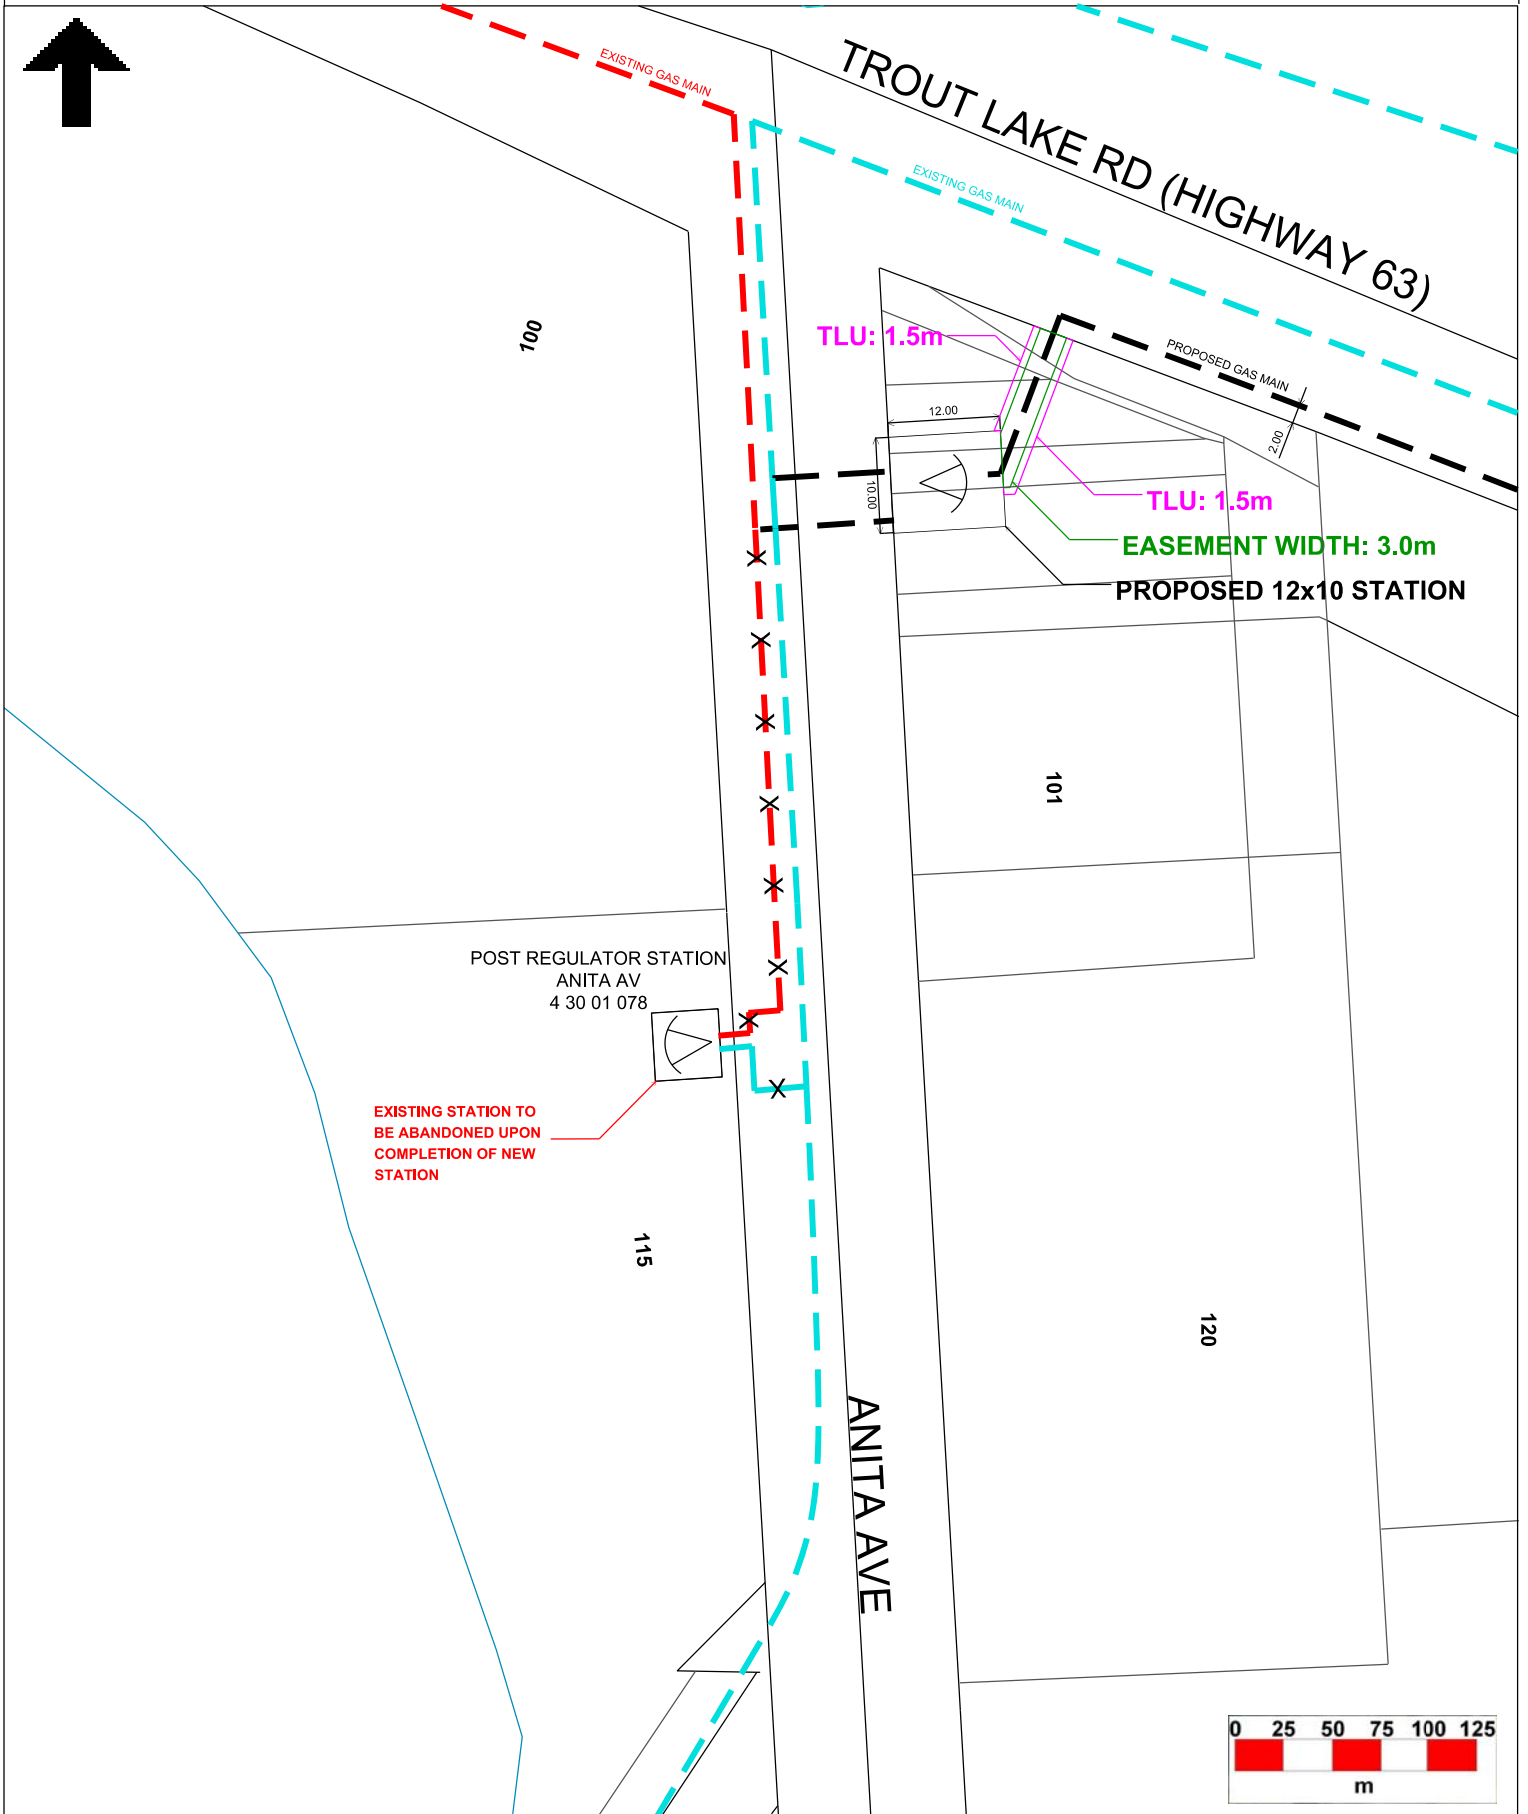 EXISTING GAS MAIN
TROUT LAKE RD (HIGHWAY 63)
EXISTING GAS MAIN
100
TLU: 1.5m
PROPOSED GAS MAIN
12.00
2.00
10.00
TLU: 1.5m
EASEMENT WIDTH: 3.0m
PROPOSED 12x10 STATION
X
X
X
X
101
X
POST REGULATOR STATION
ANITA AV
4 30 01 078
X
X
X
EXISTING STATION TO
BE ABANDONED UPON
COMPLETION OF NEW
STATION
115
120
ANITA AVE
0 25 50 75 100 125
m